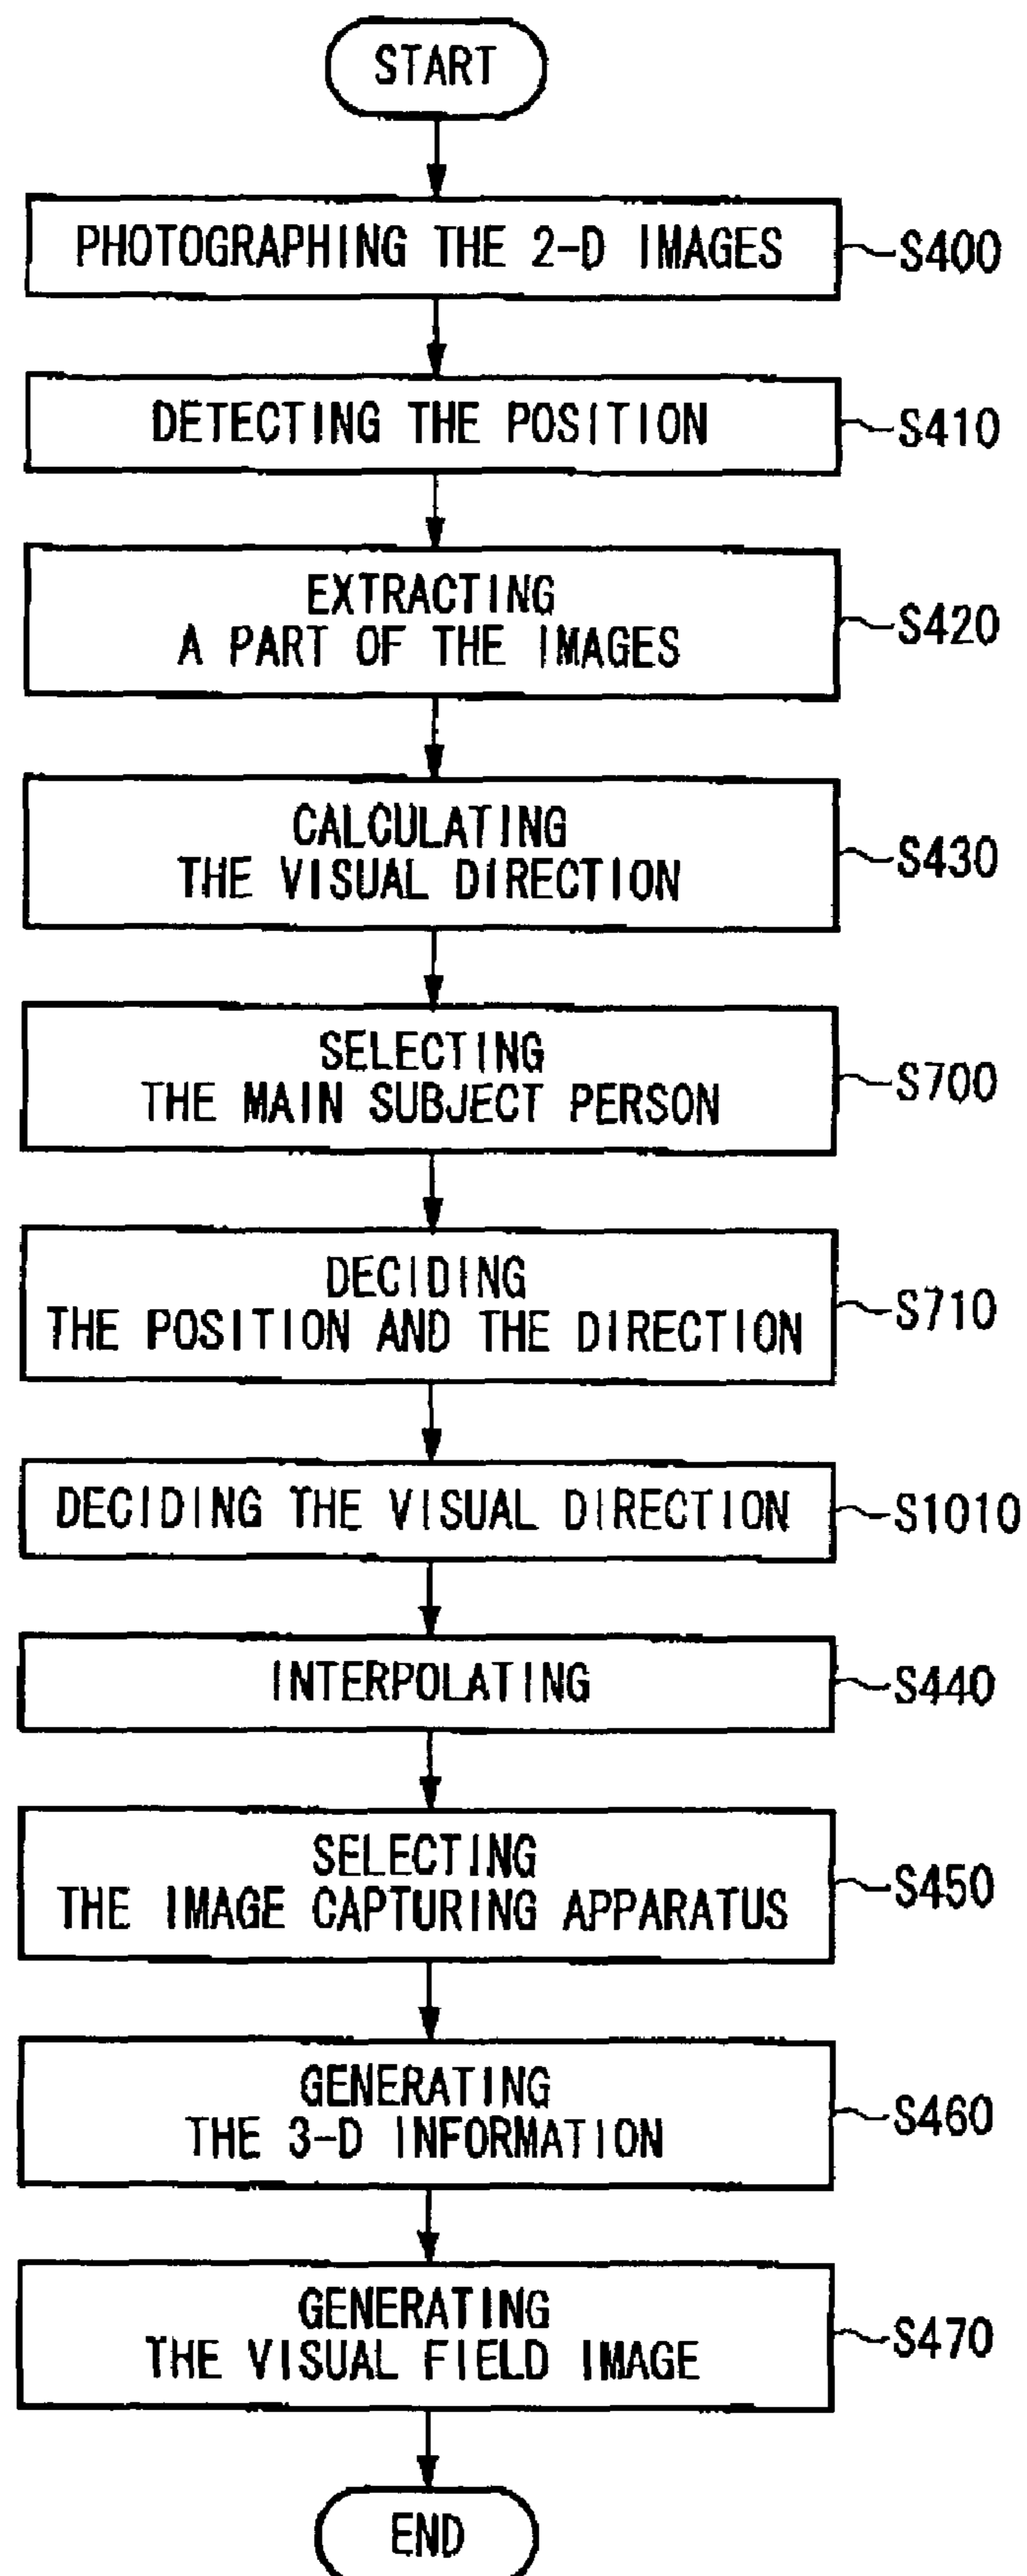 START
PHOTOGRAPHING THE 2-D IMAGES
S400
DETECTING THE POSITION
S410
EXTRACTING
A PART OF THE IMAGES
S420
CALCULATING
THE VISUAL DIRECTION
S430
SELECTING
THE MAIN SUBJECT PERSON
S700
DECIDING
THE POSITION AND THE DIRECTION
S710
DECIDING THE VISUAL DIRECTION
S1010
INTERPOLATING
S440
SELECTING
THE IMAGE CAPTURING APPARATUS
S450
GENERATING
THE 3-D INFORMATION
S460
GENERATING
THE VISUAL FIELD IMAGE
S470
END